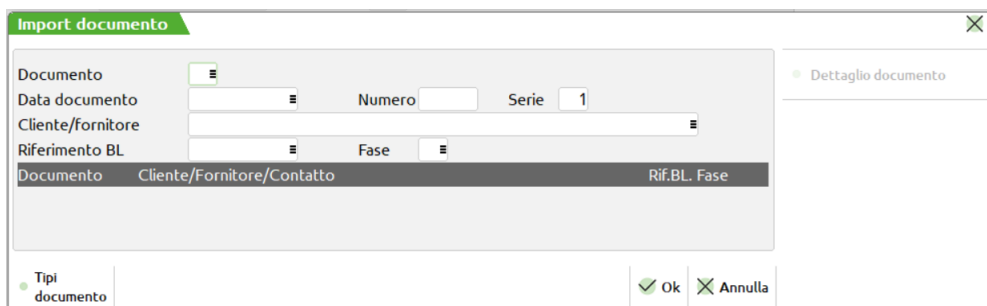 Import documento
Documento
Dettaglio documento
Data documento Numero Serie 1
Cliente/fornitore
Riferimento BL Fase
Documento Cliente/Fornitore/Contatto Rif.BL. Fase
Tipi
documento
Ok Annulla